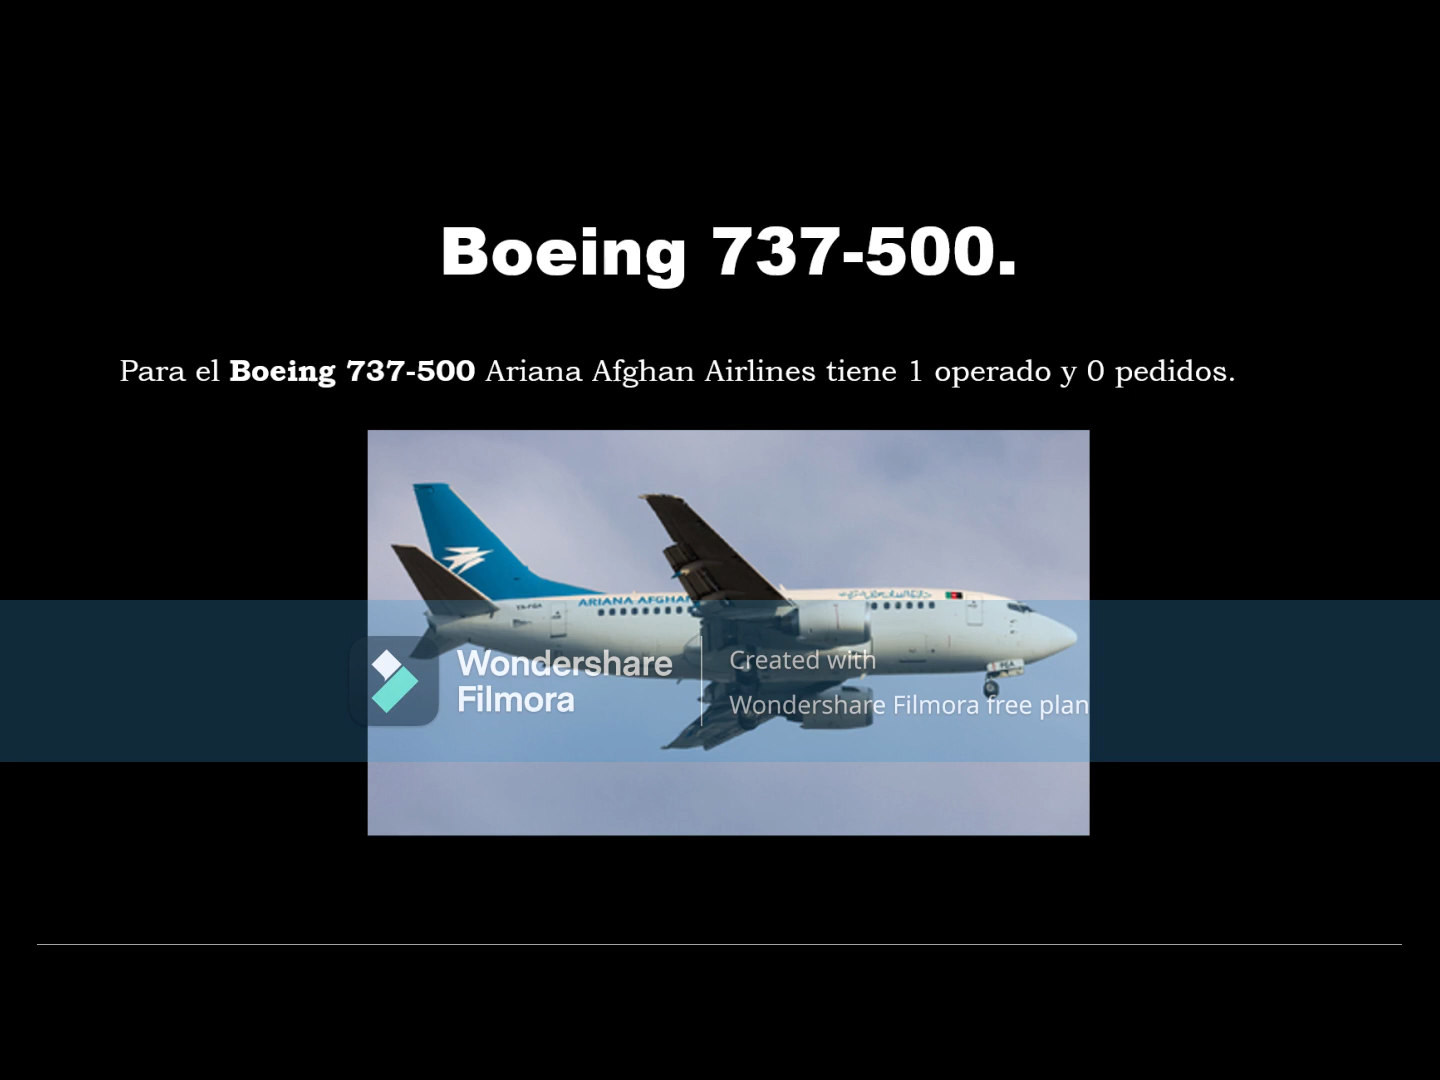 Boeing 737-500.
Para el Boeing 737-500 Ariana Afghan Airlines tiene 1 operado y 0 pedidos.
ARIANA AFGHAN
Wondershare
Filmora
Created with
Wondershare Filmora free plan